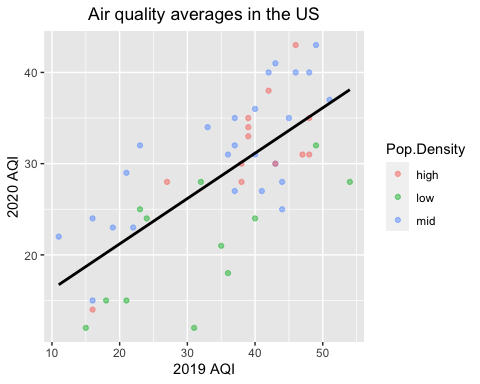 Air quality averages in the US
2020 AQI
40
30
20
10
20
30
40
50
2019 AQI
Pop.Density
high
low
mid